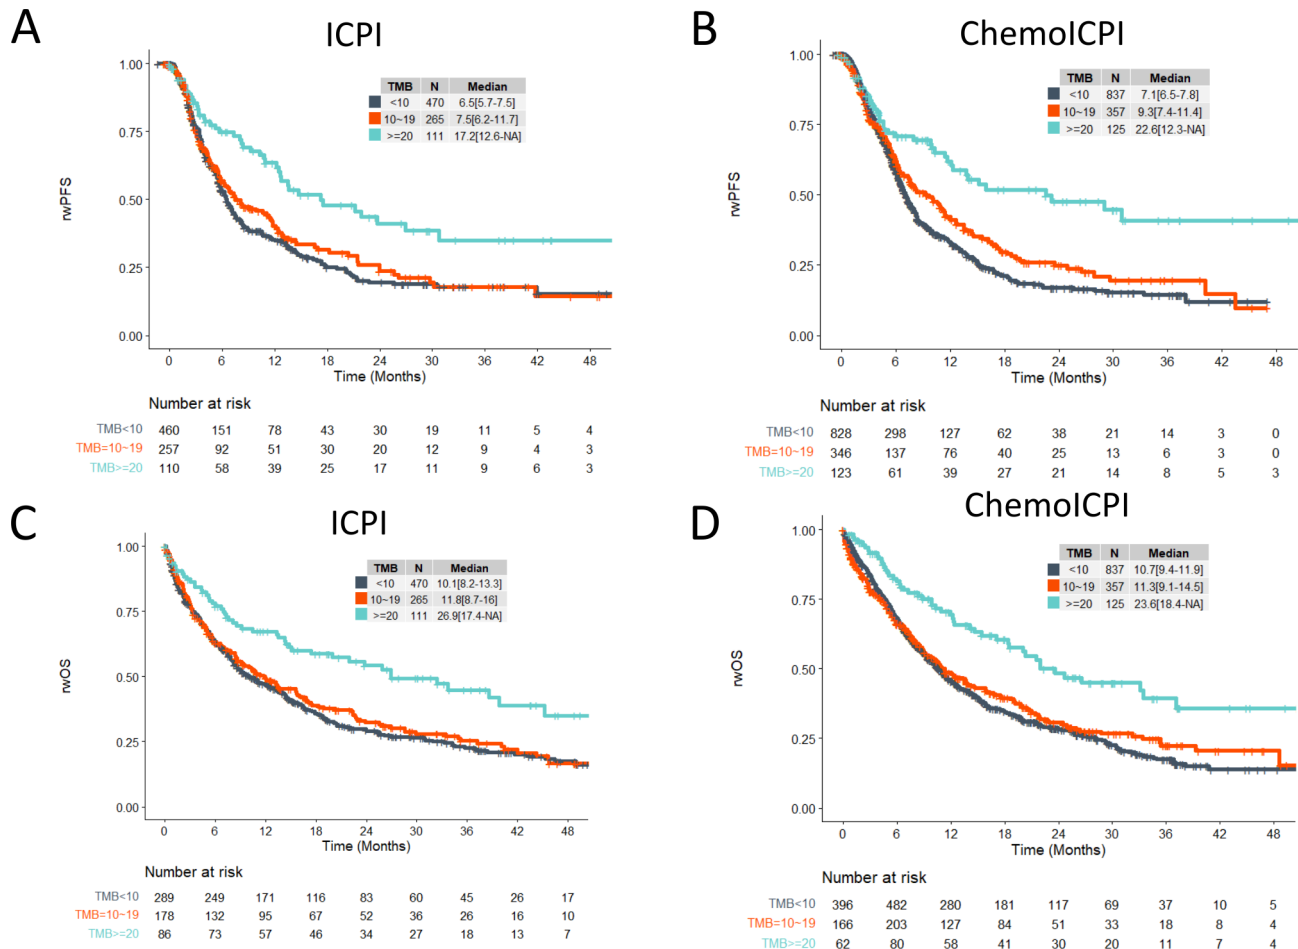 A
ICPI
TMB N Median
<10 470 6.5[5.7-7.5]
10~19 265 7.5[6.2-11.7]
>=20 111 17.2[12.6-NA]
rwPFS
1.00
0.75
0.50
0.25
0.00
0 6 12 18 24 30 36 42 48
Time (Months)
Number at risk
TMB<10 460 151 78 43 30 19 11 5 4
TMB=10~19 257 92 51 30 20 12 9 4 3
TMB>=20 110 58 39 25 17 11 9 6 3
B
ChemoICPI
TMB N Median
<10 837 7.1[6.5-7.8]
10~19 357 9.3[7.4-11.4]
>=20 125 22.6[12.3-NA]
rwPFS
1.00
0.75
0.50
0.25
0.00
0 6 12 18 24 30 36 42 48
Time (Months)
Number at risk
TMB<10 828 298 127 62 38 21 14 3 0
TMB=10~19 346 137 76 40 25 13 6 3 0
TMB>=20 123 61 39 27 21 14 8 5 3
C
ICPI
TMB N Median
<10 470 10.1[8.2-13.3]
10~19 265 11.8[8.7-16]
>=20 111 26.9[17.4-NA]
rwOS
1.00
0.75
0.50
0.25
0.00
0 6 12 18 24 30 36 42 48
Time (Months)
Number at risk
TMB<10 289 249 171 116 83 60 45 26 17
TMB=10~19 178 132 95 67 52 36 26 16 10
TMB>=20 86 73 57 46 34 27 18 13 7
D
ChemoICPI
TMB N Median
<10 837 10.7[9.4-11.9]
10~19 357 11.3[9.1-14.5]
>=20 125 23.6[18.4-NA]
rwOS
1.00
0.75
0.50
0.25
0.00
0 6 12 18 24 30 36 42 48
Time (Months)
Number at risk
TMB<10 396 482 280 181 117 69 37 10 5
TMB=10~19 166 203 127 84 51 33 18 8 4
TMB>=20 62 80 58 41 30 20 11 7 4